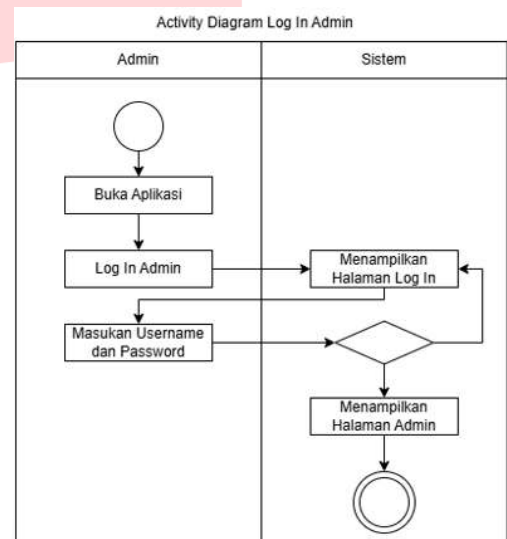 Activity Diagram Log In Admin
Admin
Sistem
Buka Aplikasi
Log In Admin
Menampilkan
Halaman Log In
Masukan Username
dan Password
Menampilkan
Halaman Admin